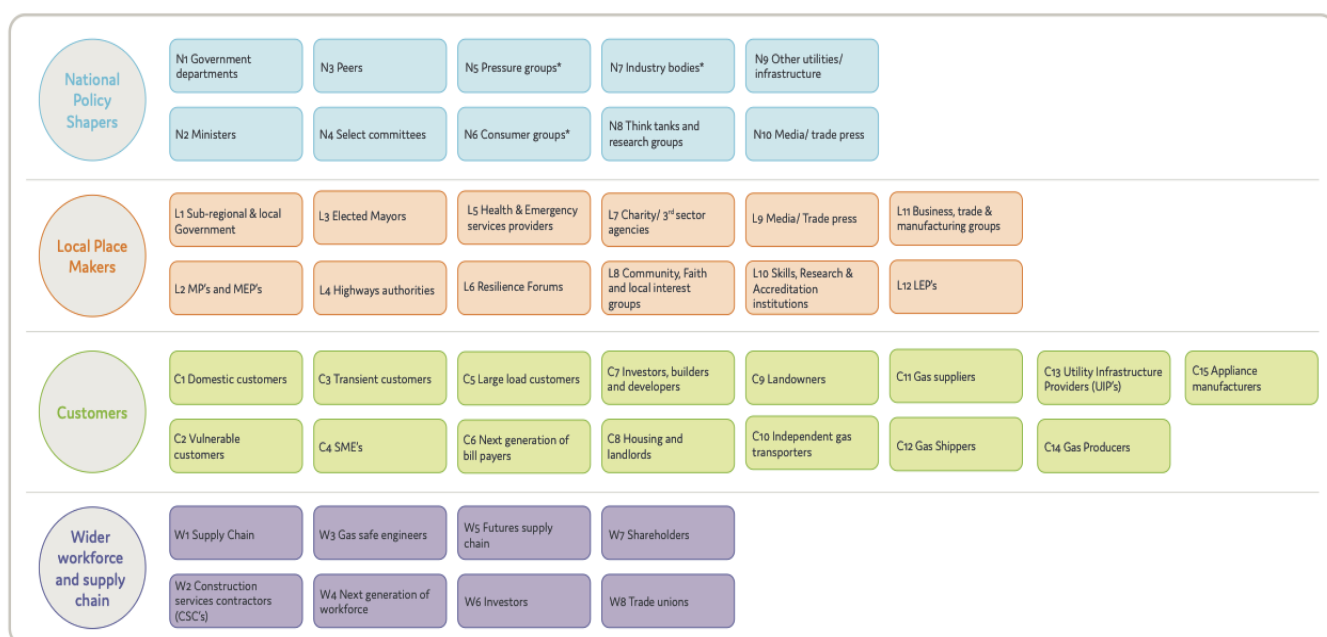 National
Policy
Shapers
N1 Government
departments
N3 Peers
N5 Pressure groups*
N7 Industry bodies*
N9 Other utilities/
infrastructure
N2 Ministers
N4 Select committees
N6 Consumer groups*
N8 Think tanks and
research groups
N10 Media/ trade press
Local Place
Makers
L1 Sub-regional & local
Government
L3 Elected Mayors
L5 Health & Emergency
services providers
L7 Charity/ 3rd sector
agencies
L9 Media/ Trade press
L11 Business, trade &
manufacturing groups
L2 MP's and MEP's
L4 Highways authorities
L6 Resilience Forums
L8 Community, Faith
and local interest
groups
L10 Skills, Research &
Accreditation
institutions
L12 LEP's
Customers
C1 Domestic customers
C3 Transient customers
C5 Large load customers
C7 Investors, builders
and developers
C9 Landowners
C11 Gas suppliers
C13 Utility Infrastructure
Providers (UIP's)
C15 Appliance
manufacturers
C2 Vulnerable
customers
C4 SME's
C6 Next generation of
bill payers
C8 Housing and
landlords
C10 Independent gas
transporters
C12 Gas Shippers
C14 Gas Producers
Wider
workforce
and supply
chain
W1 Supply Chain
W3 Gas safe engineers
W5 Futures supply
chain
W7 Shareholders
W2 Construction
services contractors
(CSC's)
W4 Next generation of
workforce
W6 Investors
W8 Trade unions